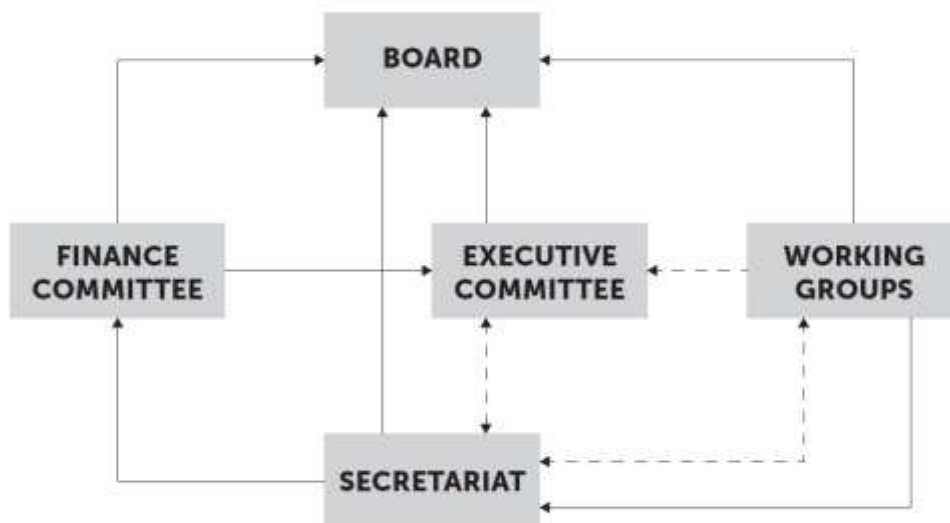 BOARD
FINANCE
COMMITTEE
EXECUTIVE
COMMITTEE
WORKING
GROUPS
SECRETARIAT